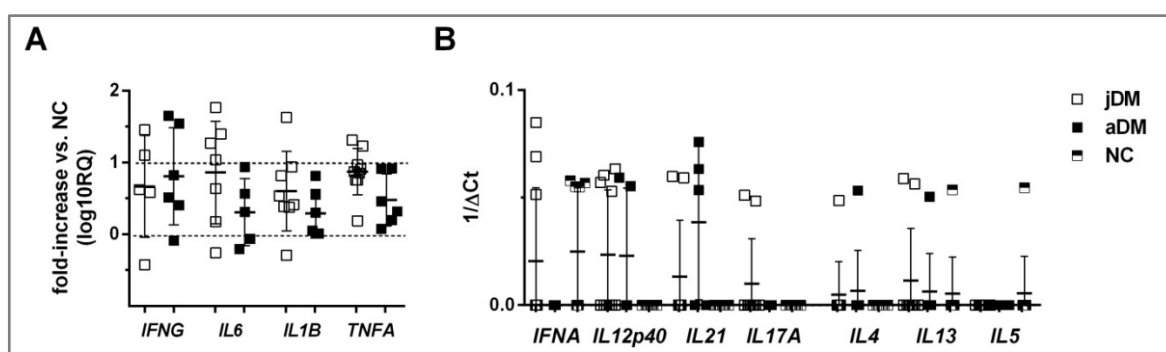 A
fold-increase vs. NC
(log10RQ)
2
1
0
IFNG IL6 IL1B TNFA
B
1/ΔCt
0.1
0.0
IFNA IL12p40 IL21 IL17A IL4 IL13 IL5
jDM
aDM
NC